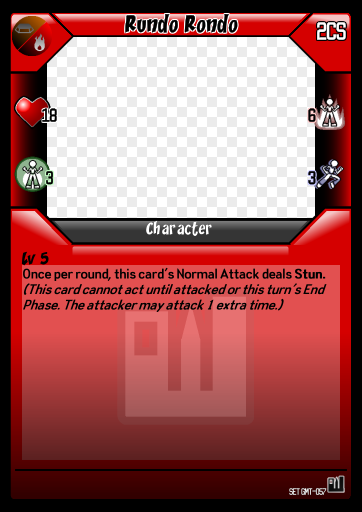 Rundo Rondo
2CS
18
6
3
3
Character
Lv 5
Once per round, this card's Normal Attack deals Stun.
(This card cannot act until attacked or this turn's End
Phase. The attacker may attack 1 extra time.)
SET GMT-057